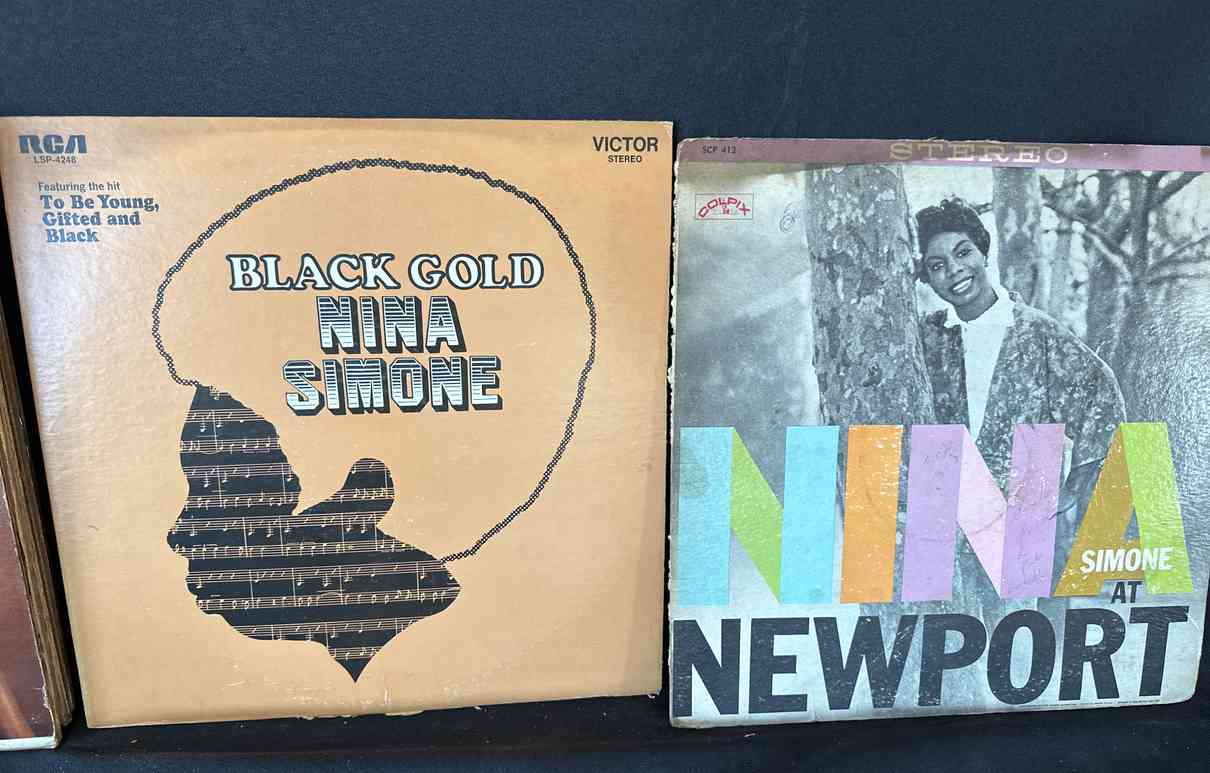 RCA
LSP-4248
VICTOR
STEREO
Featuring the hit
To Be Young,
Gifted and
Black
BLACK GOLD
NINA
SIMONE
SCP 413
STEREO
COLPIX
NINA
SIMONE
AT
NEWPORT